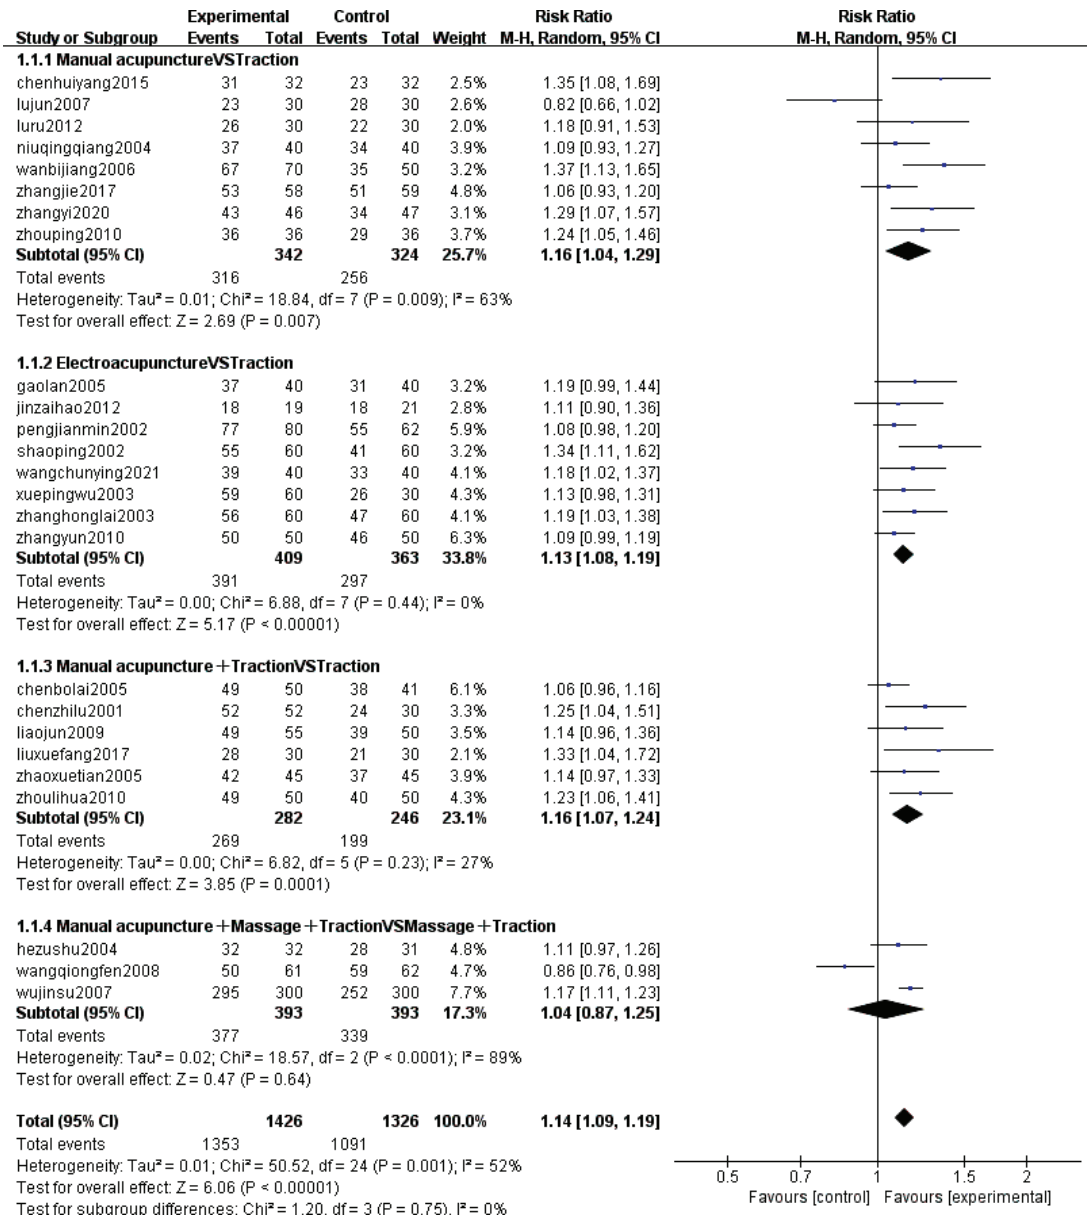 Experimental Control Risk Ratio Risk Ratio
Study or Subgroup Events Total Events Total Weight M-H, Random, 95% CI M-H, Random, 95% CI
1.1.1 Manual acupunctureVSTraction
chenhuiyang2015 31 32 23 32 2.5% 1.35 [1.08, 1.69]
lujun2007 23 30 28 30 2.6% 0.82 [0.66, 1.02]
luru2012 26 30 22 30 2.0% 1.18 [0.91, 1.53]
niuqingqiang2004 37 40 34 40 3.9% 1.09 [0.93, 1.27]
wanbijiang2006 67 70 35 50 3.2% 1.37 [1.13, 1.65]
zhangjie2017 53 58 51 59 4.8% 1.06 [0.93, 1.20]
zhangyi2020 43 46 34 47 3.1% 1.29 [1.07, 1.57]
zhouping2010 36 36 29 36 3.7% 1.24 [1.05, 1.46]
Subtotal (95% CI) 342 324 25.7% 1.16 [1.04, 1.29]
Total events 316 256
Heterogeneity: Tau² = 0.01; Chi² = 18.84, df = 7 (P = 0.009); I² = 63%
Test for overall effect: Z = 2.69 (P = 0.007)
1.1.2 ElectroacupunctureVSTraction
gaolan2005 37 40 31 40 3.2% 1.19 [0.99, 1.44]
jinzaihao2012 18 19 18 21 2.8% 1.11 [0.90, 1.36]
pengjianmin2002 77 80 55 62 5.9% 1.08 [0.98, 1.20]
shaoping2002 55 60 41 60 3.2% 1.34 [1.11, 1.62]
wangchunying2021 39 40 33 40 4.1% 1.18 [1.02, 1.37]
xuepingwu2003 59 60 26 30 4.3% 1.13 [0.98, 1.31]
zhanghonglai2003 56 60 47 60 4.1% 1.19 [1.03, 1.38]
zhangyun2010 50 50 46 50 6.3% 1.09 [0.99, 1.19]
Subtotal (95% CI) 409 363 33.8% 1.13 [1.08, 1.19]
Total events 391 297
Heterogeneity: Tau² = 0.00; Chi² = 6.88, df = 7 (P = 0.44); I² = 0%
Test for overall effect: Z = 5.17 (P < 0.00001)
1.1.3 Manual acupuncture＋TractionVSTraction
chenbolai2005 49 50 38 41 6.1% 1.06 [0.96, 1.16]
chenzhilu2001 52 52 24 30 3.3% 1.25 [1.04, 1.51]
liaojun2009 49 55 39 50 3.5% 1.14 [0.96, 1.36]
liuxuefang2017 28 30 21 30 2.1% 1.33 [1.04, 1.72]
zhaoxuetian2005 42 45 37 45 3.9% 1.14 [0.97, 1.33]
zhoulihua2010 49 50 40 50 4.3% 1.23 [1.06, 1.41]
Subtotal (95% CI) 282 246 23.1% 1.16 [1.07, 1.24]
Total events 269 199
Heterogeneity: Tau² = 0.00; Chi² = 6.82, df = 5 (P = 0.23); I² = 27%
Test for overall effect: Z = 3.85 (P = 0.0001)
1.1.4 Manual acupuncture＋Massage＋TractionVSMassage＋Traction
hezushu2004 32 32 28 31 4.8% 1.11 [0.97, 1.26]
wangqiongfen2008 50 61 59 62 4.7% 0.86 [0.76, 0.98]
wujinsu2007 295 300 252 300 7.7% 1.17 [1.11, 1.23]
Subtotal (95% CI) 393 393 17.3% 1.04 [0.87, 1.25]
Total events 377 339
Heterogeneity: Tau² = 0.02; Chi² = 18.57, df = 2 (P < 0.0001); I² = 89%
Test for overall effect: Z = 0.47 (P = 0.64)
Total (95% CI) 1426 1326 100.0% 1.14 [1.09, 1.19]
Total events 1353 1091
Heterogeneity: Tau² = 0.01; Chi² = 50.52, df = 24 (P = 0.001); I² = 52%
Test for overall effect: Z = 6.06 (P < 0.00001)
Test for subgroup differences: Chi² = 1.20, df = 3 (P = 0.75), I² = 0%
0.5 0.7 1 1.5 2
Favours [control] Favours [experimental]